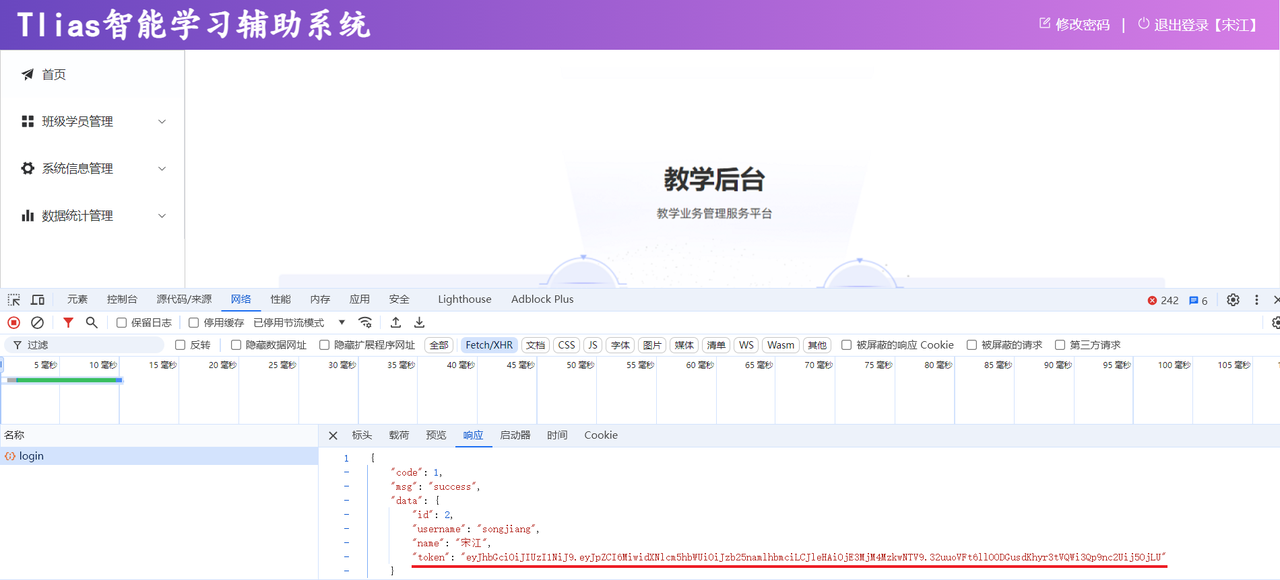 Tlias智能学习辅助系统
修改密码 | 退出登录【宋江】
首页
班级学员管理
系统信息管理
数据统计管理
教学后台
教学业务管理服务平台
元素 控制台 源代码/来源 网络 性能 内存 应用 安全 Lighthouse Adblock Plus 242 6
保留日志 停用缓存 已停用节流模式
过滤 反转 隐藏数据网址 隐藏扩展程序网址 全部 Fetch/XHR 文档 CSS JS 字体 图片 媒体 清单 WS Wasm 其他 被屏蔽的响应 Cookie 被屏蔽的请求 第三方请求
5 毫秒 10 毫秒 15 毫秒 20 毫秒 25 毫秒 30 毫秒 35 毫秒 40 毫秒 45 毫秒 50 毫秒 55 毫秒 60 毫秒 65 毫秒 70 毫秒 75 毫秒 80 毫秒 85 毫秒 90 毫秒 95 毫秒 100 毫秒 105 毫秒
名称 标头 载荷 预览 响应 启动器 时间 Cookie
login
1 {
"code": 1,
"msg": "success",
"data": {
"id": 2,
"username": "songjiang",
"name": "宋江",
"token":
}